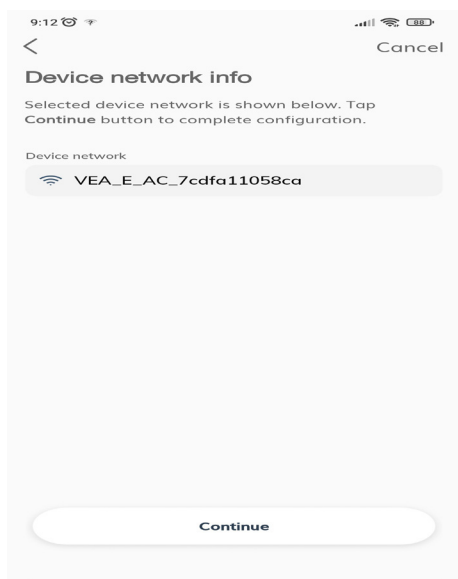 9:12
88
Cancel
Device network info
Selected device network is shown below. Tap
Continue button to complete configuration.
Device network
VEA_E_AC_7cdfa11058ca
Continue